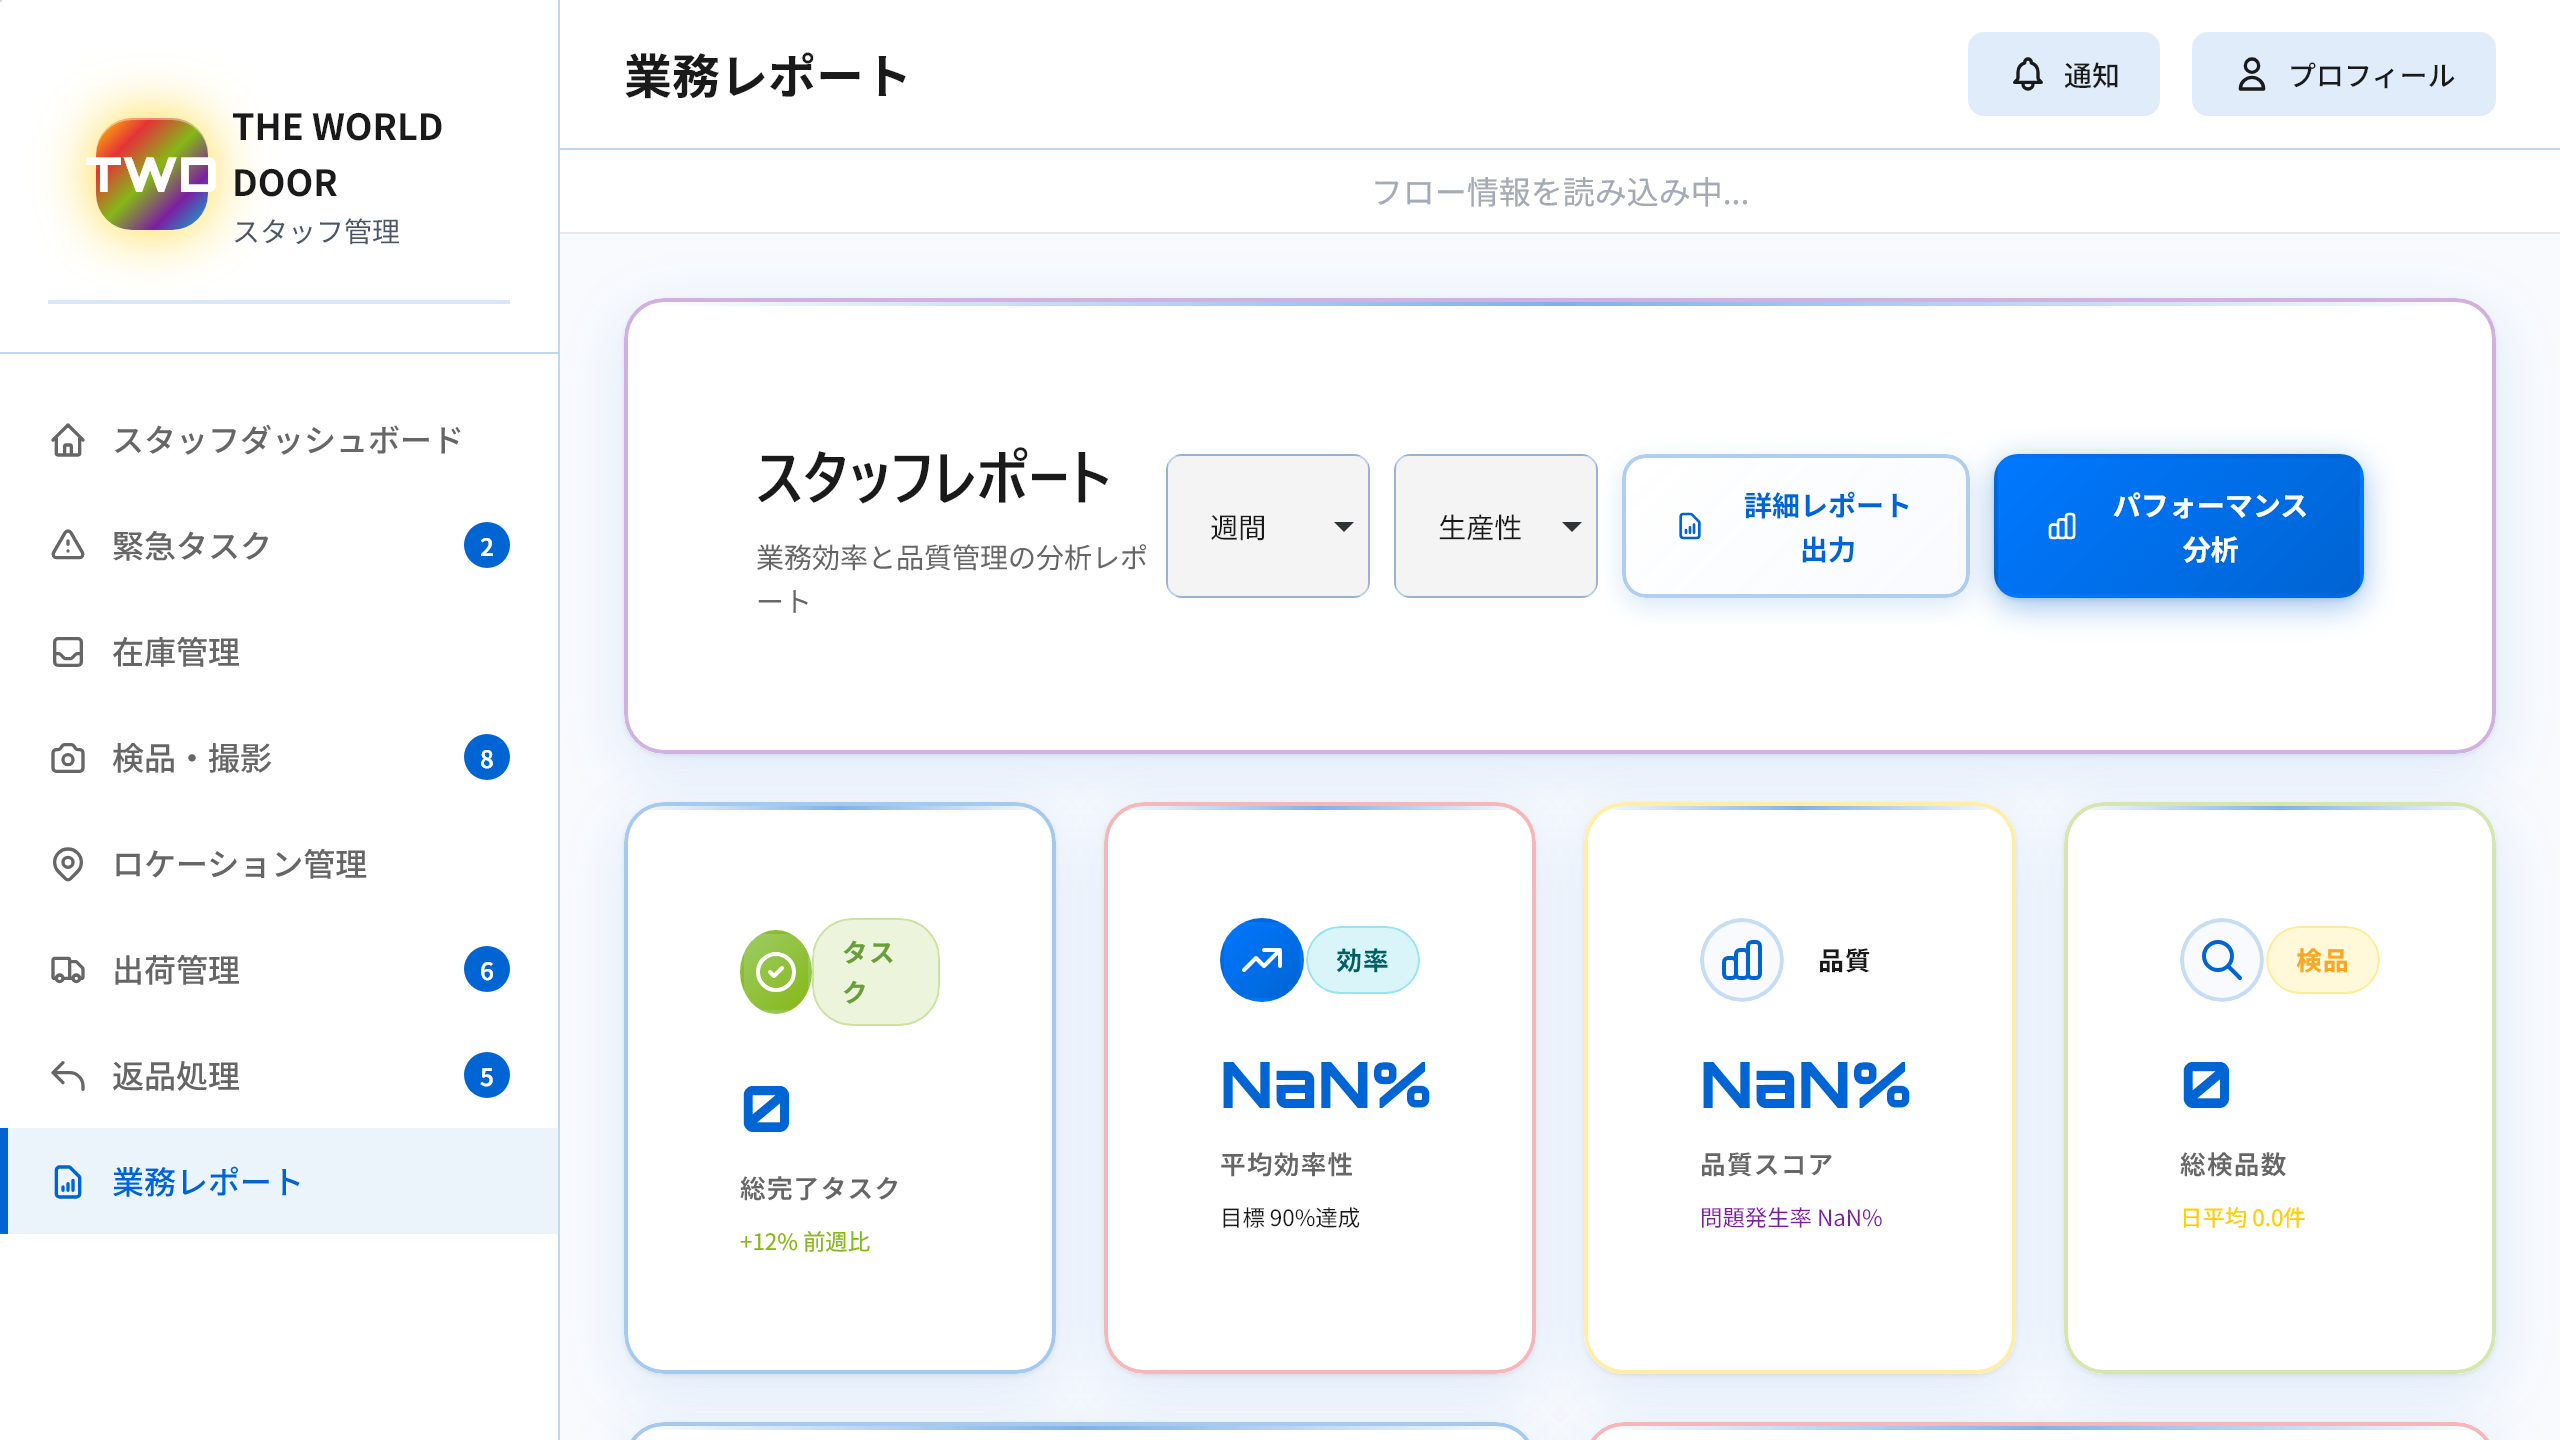 TWD
THE WORLD
DOOR
スタッフ管理
スタッフダッシュボード
緊急タスク
2
在庫管理
検品・撮影
8
ロケーション管理
出荷管理
6
返品処理
5
業務レポート
業務レポート
通知
プロフィール
フロー情報を読み込み中...
スタッフレポート
業務効率と品質管理の分析レポ
ート
週間
生産性
詳細レポート
出力
パフォーマンス
分析
タス
ク
0
総完了タスク
+12% 前週比
効率
NaN%
平均効率性
目標 90%達成
品質
NaN%
品質スコア
問題発生率 NaN%
検品
0
総検品数
日平均 0.0件